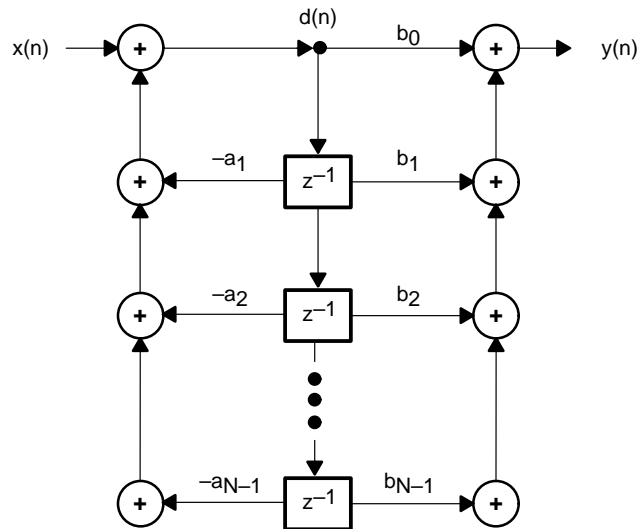 d(n)
x(n) + b0 + y(n)
+ –a1 z–1 b1 +
+ –a2 z–1 b2 +
+ –aN–1 z–1 bN–1 +